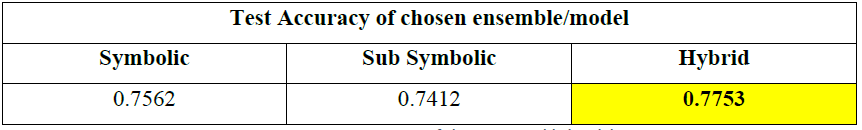 Test Accuracy of chosen ensemble/model
Symbolic Sub Symbolic Hybrid
0.7562 0.7412 0.7753